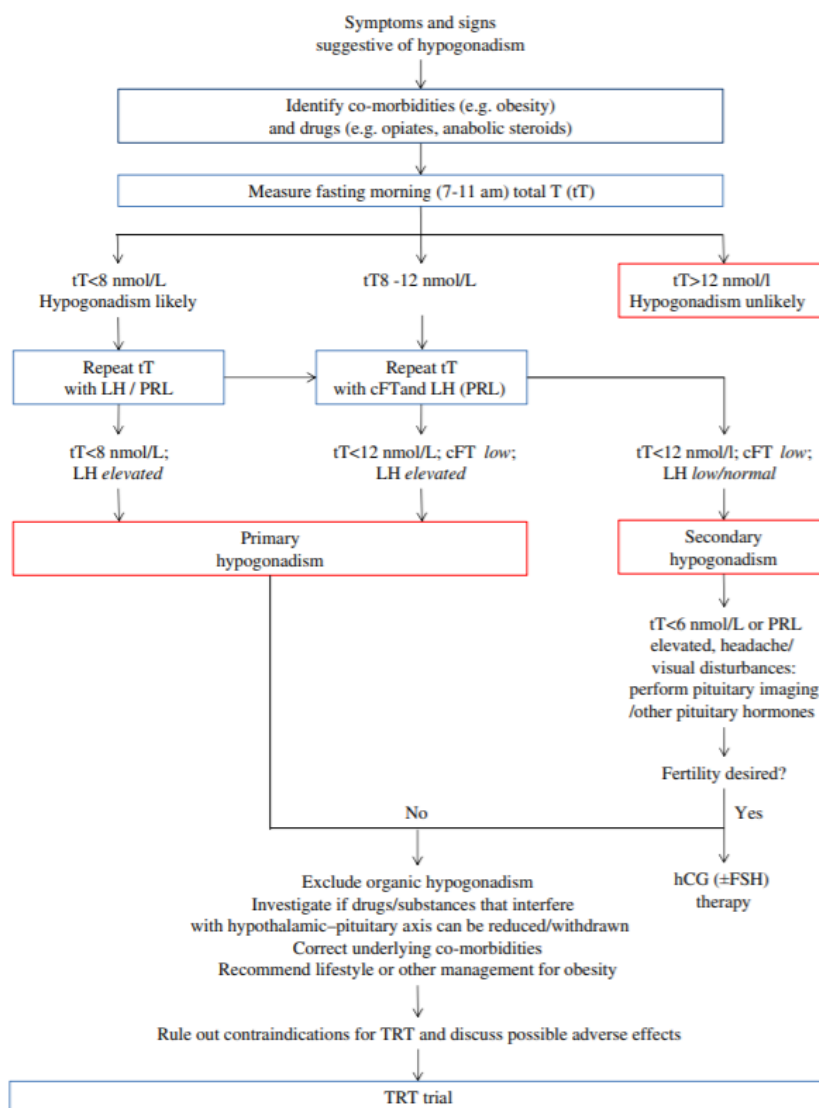 Symptoms and signs
suggestive of hypogonadism
Identify co-morbidities (e.g. obesity)
and drugs (e.g. opiates, anabolic steroids)
Measure fasting morning (7-11 am) total T (tT)
tT<8 nmol/L
Hypogonadism likely
tT8 -12 nmol/L
tT>12 nmol/l
Hypogonadism unlikely
Repeat tT
with LH / PRL
Repeat tT
with cFTand LH (PRL)
tT<8 nmol/L;
LH elevated
tT<12 nmol/L; cFT low;
LH elevated
tT<12 nmol/l; cFT low;
LH low/normal
Primary
hypogonadism
Secondary
hypogonadism
tT<6 nmol/L or PRL
elevated, headache/
visual disturbances:
perform pituitary imaging
/other pituitary hormones
Fertility desired?
No
Yes
hCG (±FSH)
therapy
Exclude organic hypogonadism
Investigate if drugs/substances that interfere
with hypothalamic–pituitary axis can be reduced/withdrawn
Correct underlying co-morbidities
Recommend lifestyle or other management for obesity
Rule out contraindications for TRT and discuss possible adverse effects
TRT trial